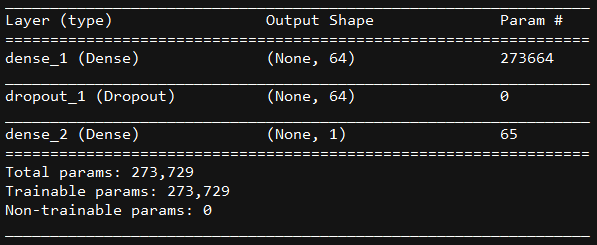 Layer (type) Output Shape Param #
=================================================================
dense_1 (Dense) (None, 64) 273664
_________________________________________________________________
dropout_1 (Dropout) (None, 64) 0
_________________________________________________________________
dense_2 (Dense) (None, 1) 65
=================================================================
Total params: 273,729
Trainable params: 273,729
Non-trainable params: 0
_________________________________________________________________